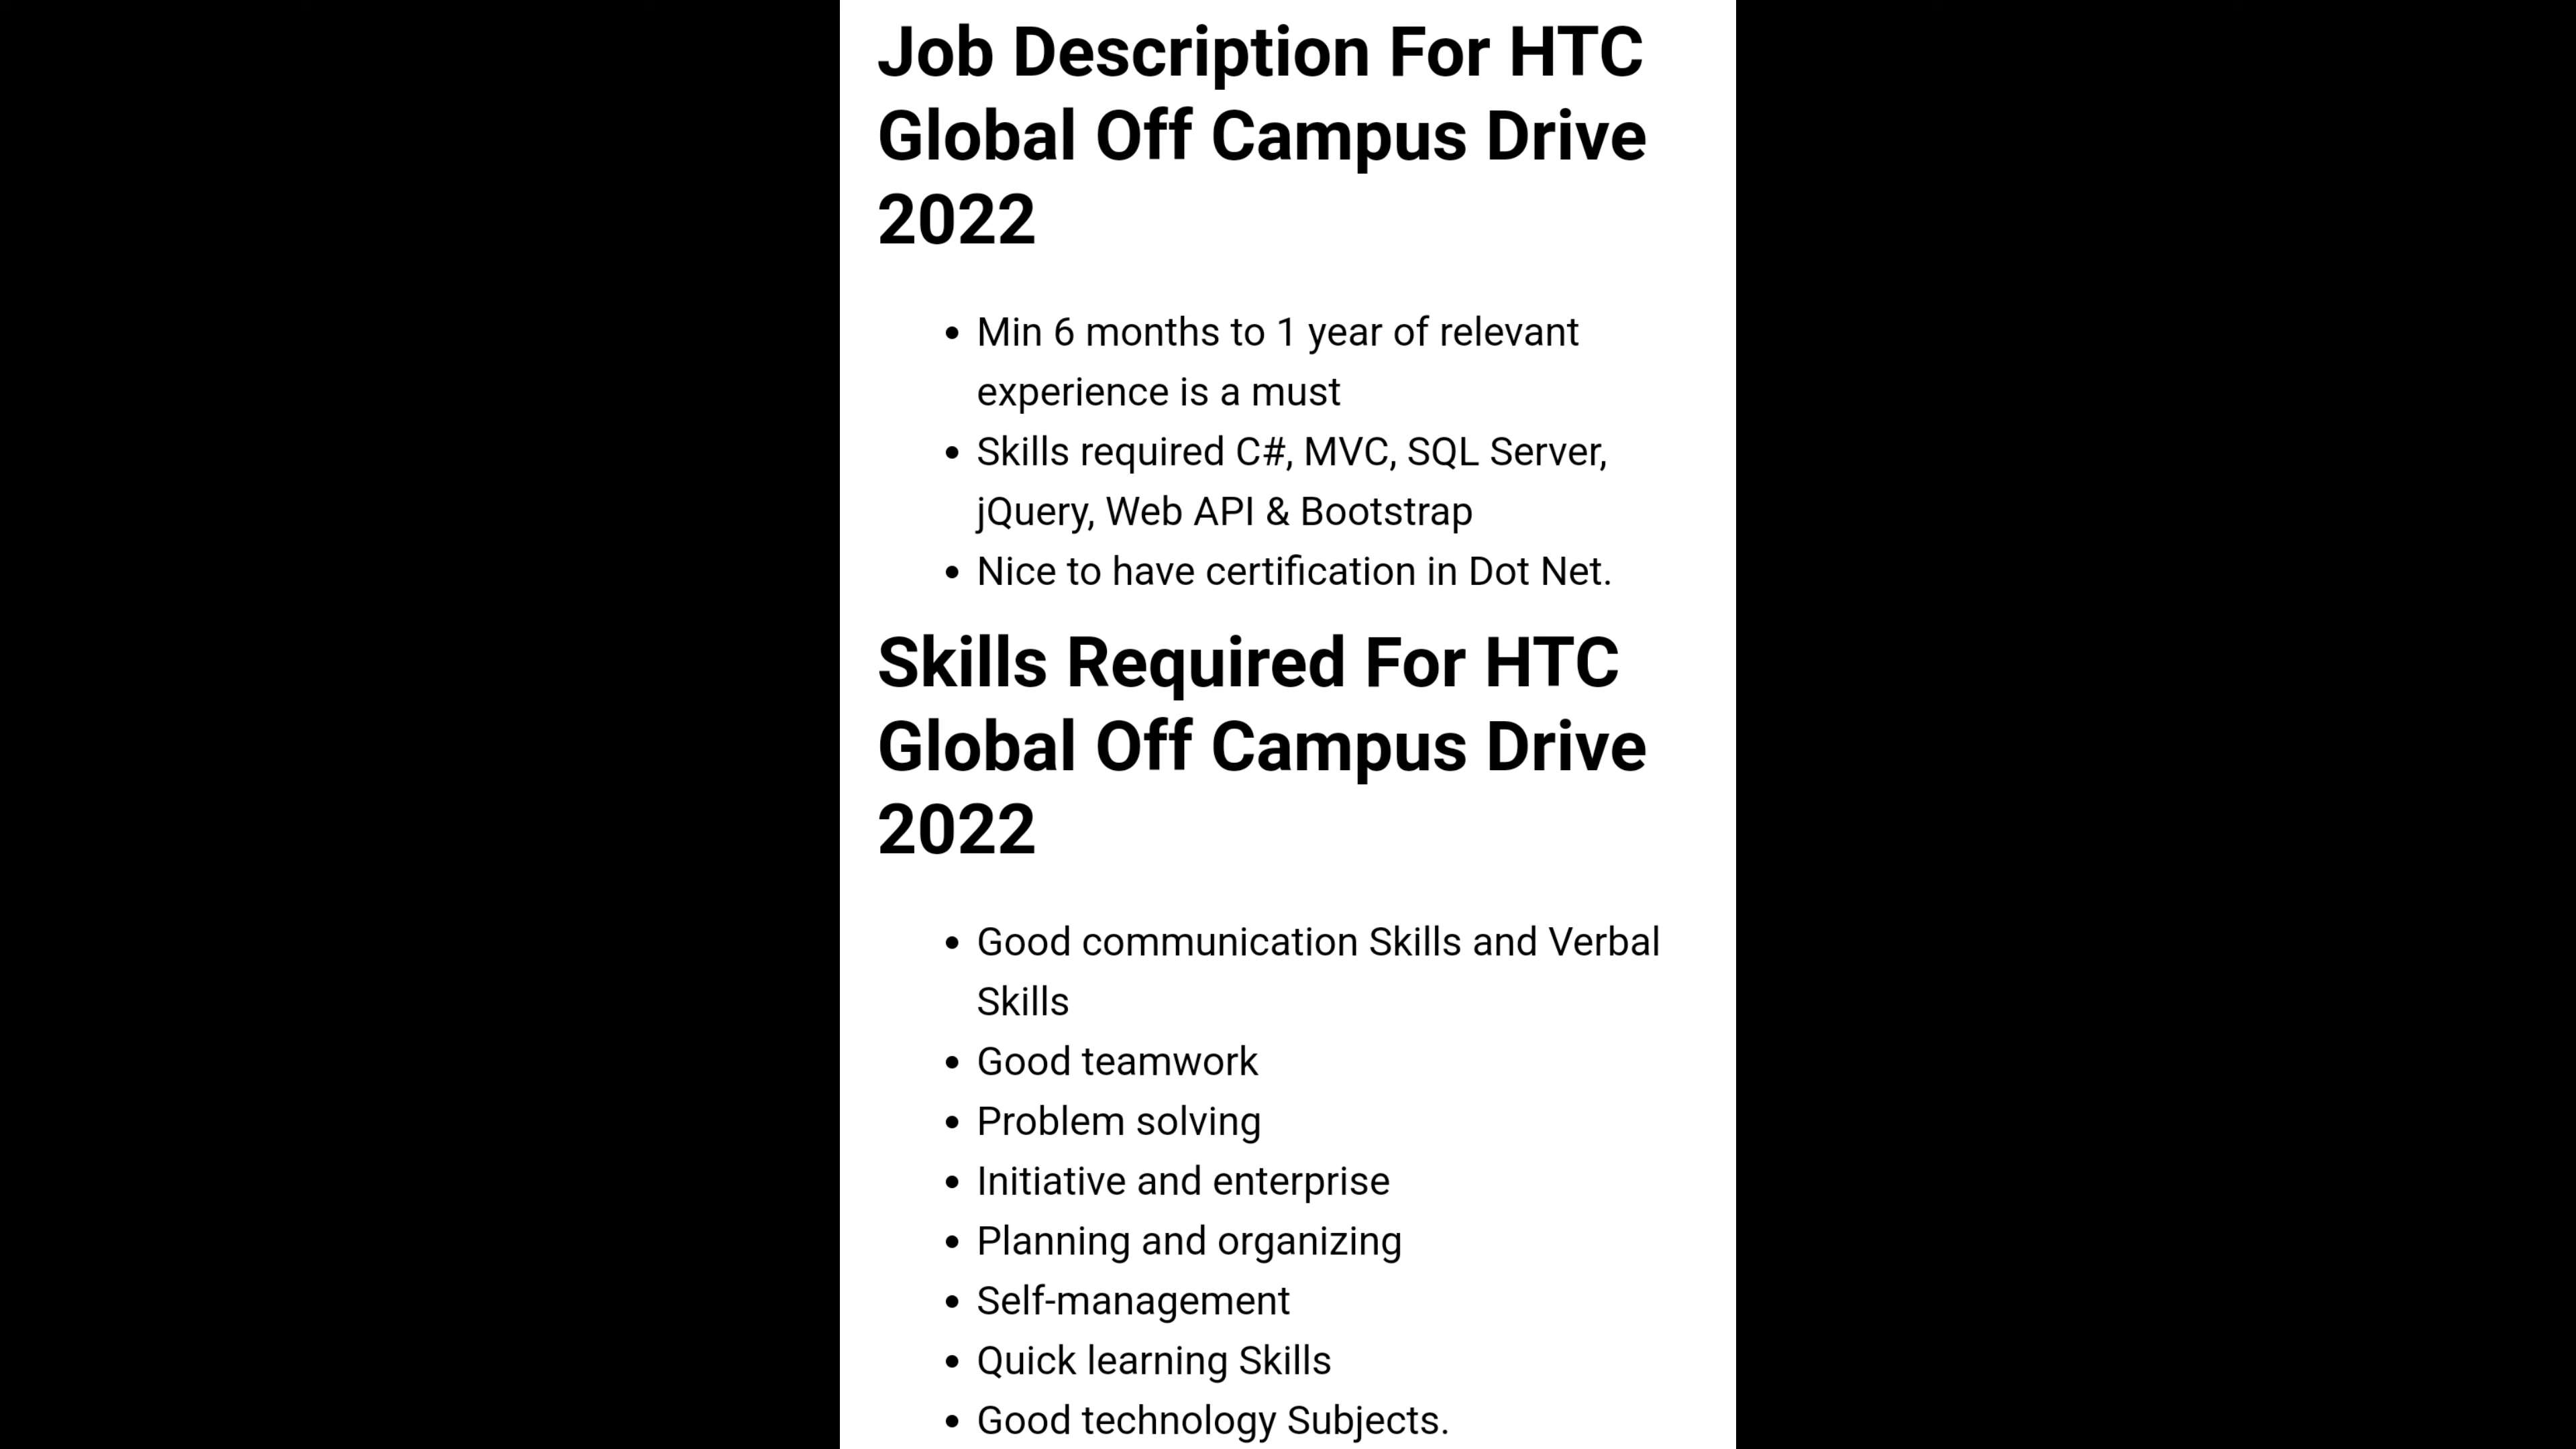 Job Description For HTC
Global Off Campus Drive
2022
• Min 6 months to 1 year of relevant
experience is a must
• Skills required C#, MVC, SQL Server,
jQuery, Web API & Bootstrap
• Nice to have certification in Dot Net.
Skills Required For HTC
Global Off Campus Drive
2022
• Good communication Skills and Verbal
Skills
• Good teamwork
• Problem solving
• Initiative and enterprise
• Planning and organizing
• Self-management
• Quick learning Skills
• Good technology Subjects.